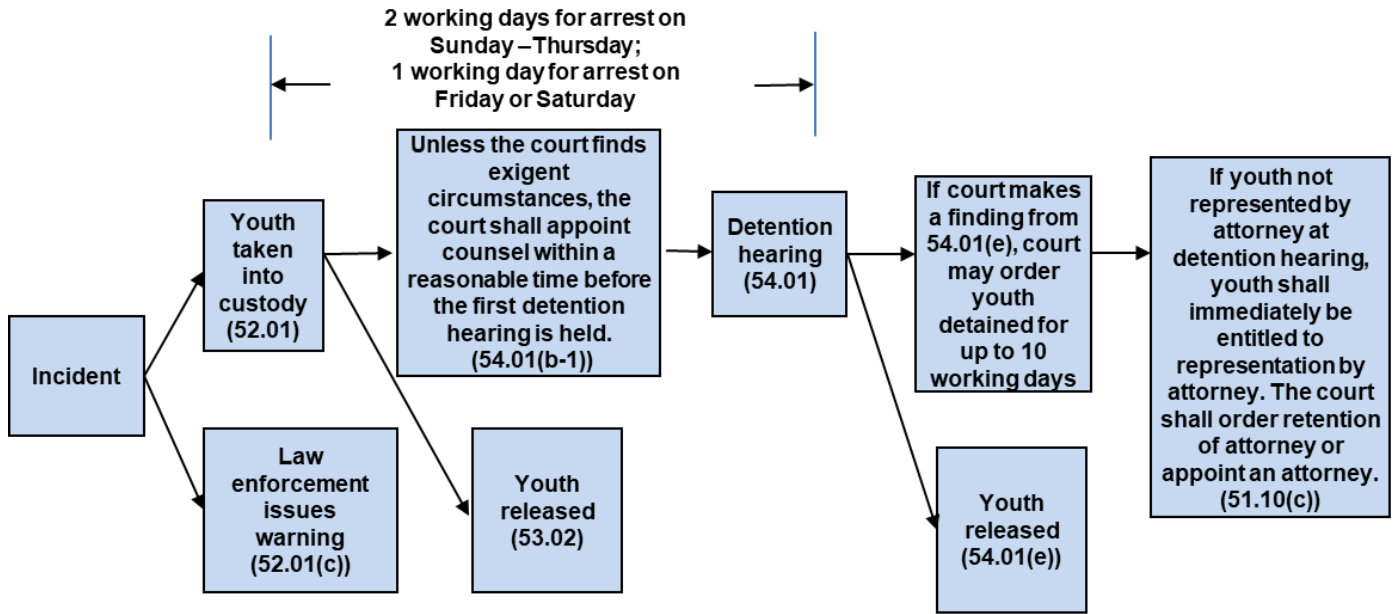 2 working days for arrest on
Sunday –Thursday;
1 working day for arrest on
Friday or Saturday
Incident
Youth
taken
into
custody
(52.01)
Law
enforcement
issues
warning
(52.01(c))
Unless the court finds
exigent
circumstances, the
court shall appoint
counsel within a
reasonable time before
the first detention
hearing is held.
(54.01(b-1))
Youth
released
(53.02)
Detention
hearing
(54.01)
If court makes
a finding from
54.01(e), court
may order
youth
detained for
up to 10
working days
Youth
released
(54.01(e))
If youth not
represented by
attorney at
detention hearing,
youth shall
immediately be
entitled to
representation by
attorney. The court
shall order retention
of attorney or
appoint an attorney.
(51.10(c))